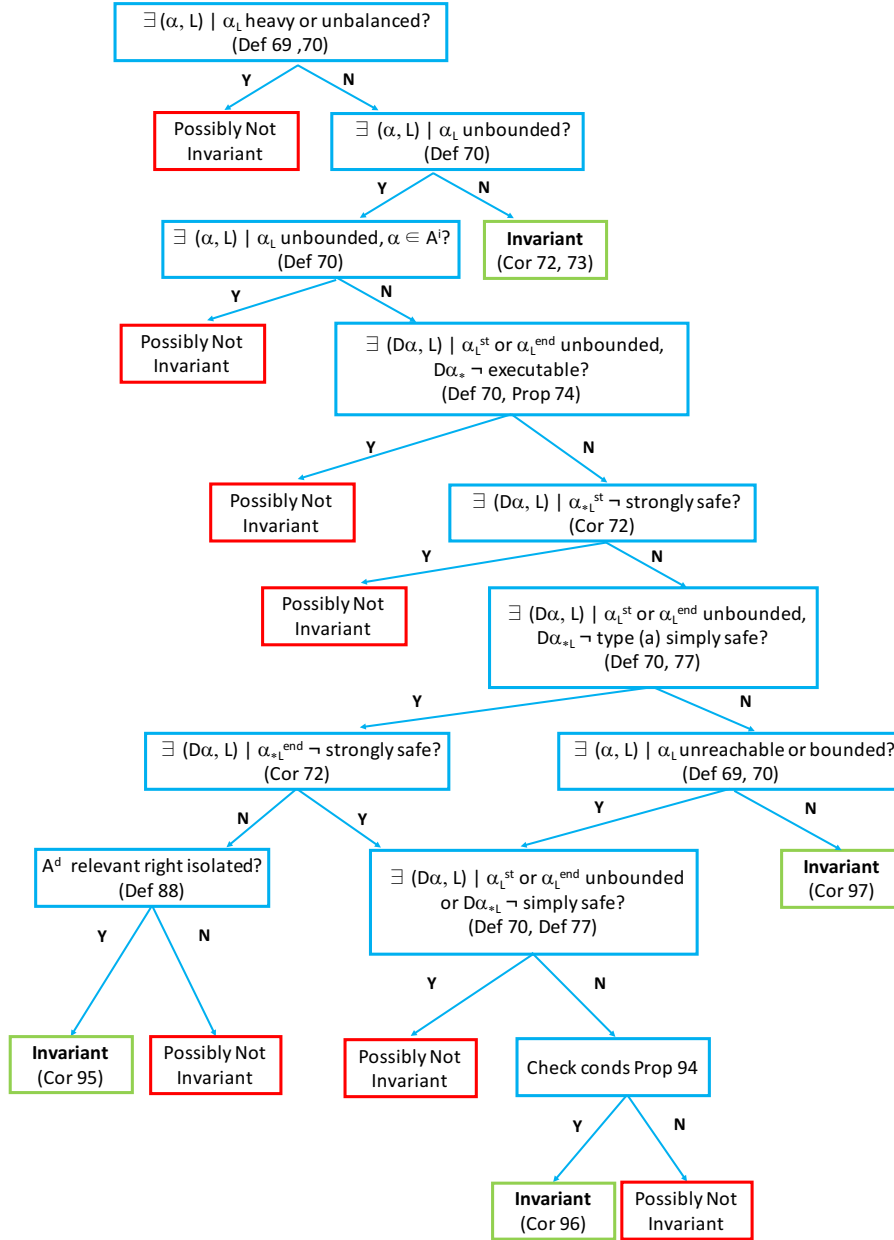 ∃ (α, L) | α_L heavy or unbalanced?
(Def 69 ,70)
Y
N
Possibly Not
Invariant
∃ (α, L) | α_L unbounded?
(Def 70)
Y
N
∃ (α, L) | α_L unbounded, α ∈ A^i?
(Def 70)
Invariant
(Cor 72, 73)
Y
N
Possibly Not
Invariant
∃ (Dα, L) | α_L^st or α_L^end unbounded,
Dα_* ¬ executable?
(Def 70, Prop 74)
Y
N
Possibly Not
Invariant
∃ (Dα, L) | α_*L^st ¬ strongly safe?
(Cor 72)
Y
N
Possibly Not
Invariant
∃ (Dα, L) | α_L^st or α_L^end unbounded,
Dα_*L ¬ type (a) simply safe?
(Def 70, 77)
Y
N
∃ (Dα, L) | α_*L^end ¬ strongly safe?
(Cor 72)
∃ (α, L) | α_L unreachable or bounded?
(Def 69, 70)
N
Y
Y
N
A^d relevant right isolated?
(Def 88)
∃ (Dα, L) | α_L^st or α_L^end unbounded
or Dα_*L ¬ simply safe?
(Def 70, Def 77)
Invariant
(Cor 97)
Y
N
Y
N
Invariant
(Cor 95)
Possibly Not
Invariant
Possibly Not
Invariant
Check conds Prop 94
Y
N
Invariant
(Cor 96)
Possibly Not
Invariant